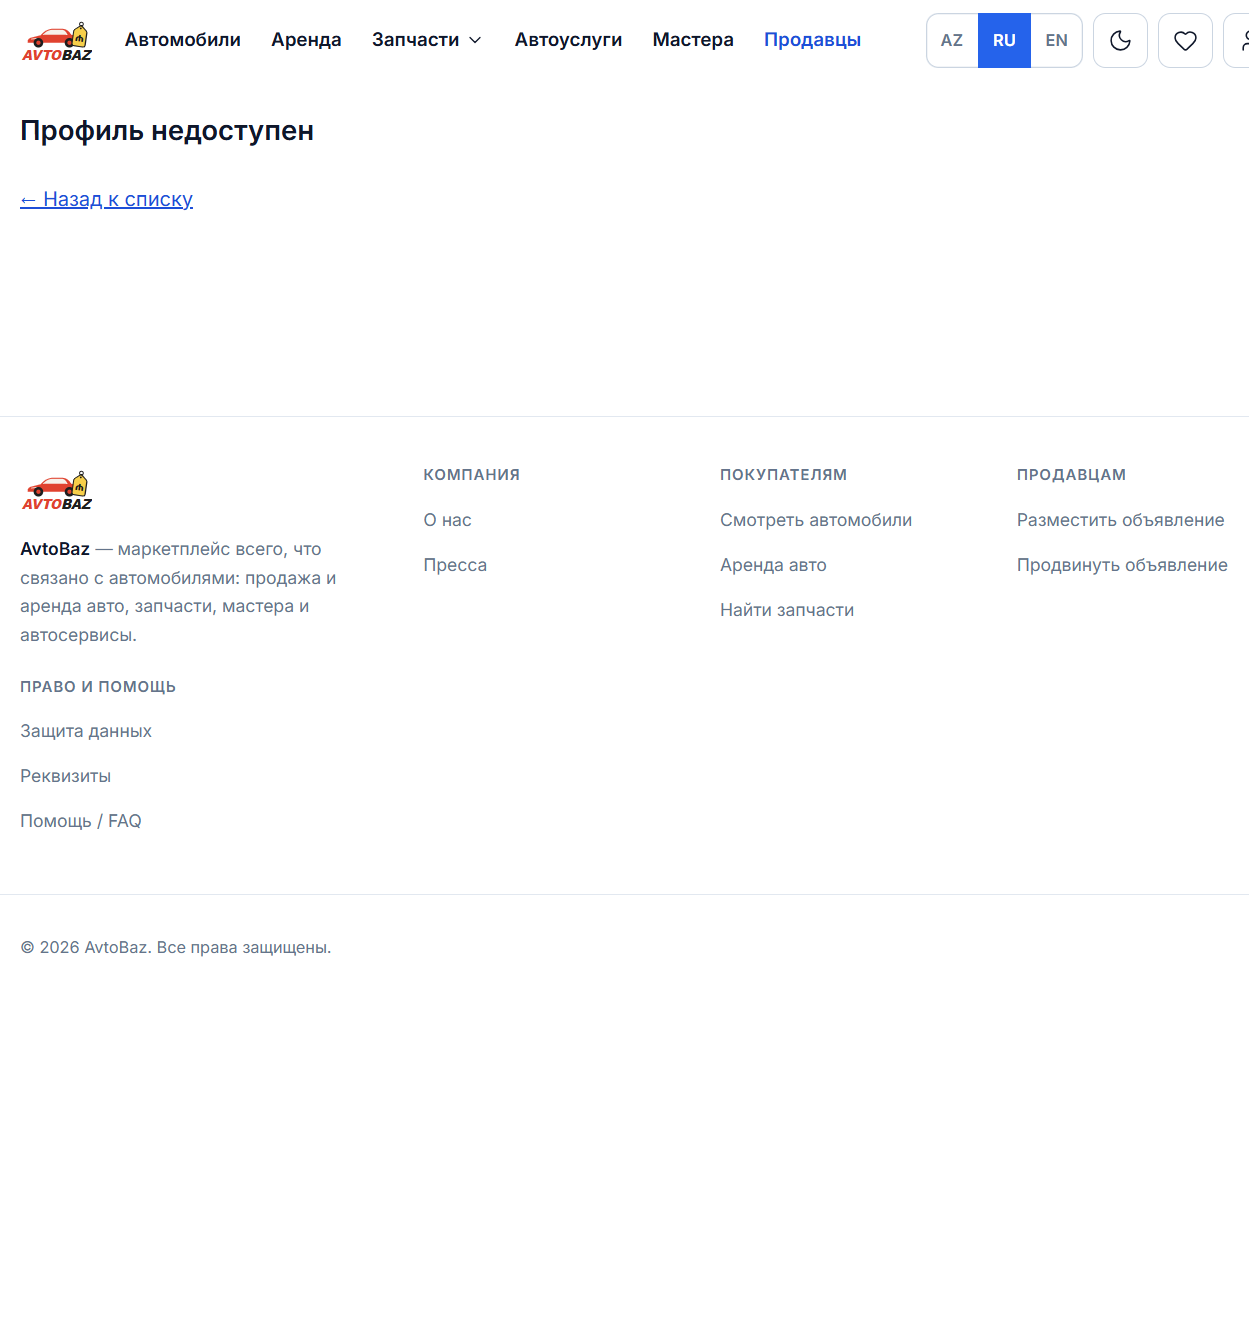 AVTOBAZ
Автомобили
Аренда
Запчасти
Автоуслуги
Мастера
Продавцы
AZ
RU
EN
Профиль недоступен
← Назад к списку
AVTOBAZ
AvtoBaz — маркетплейс всего, что
связано с автомобилями: продажа и
аренда авто, запчасти, мастера и
автосервисы.
КОМПАНИЯ
О нас
Пресса
ПОКУПАТЕЛЯМ
Смотреть автомобили
Аренда авто
Найти запчасти
ПРОДАВЦАМ
Разместить объявление
Продвинуть объявление
ПРАВО И ПОМОЩЬ
Защита данных
Реквизиты
Помощь / FAQ
© 2026 AvtoBaz. Все права защищены.